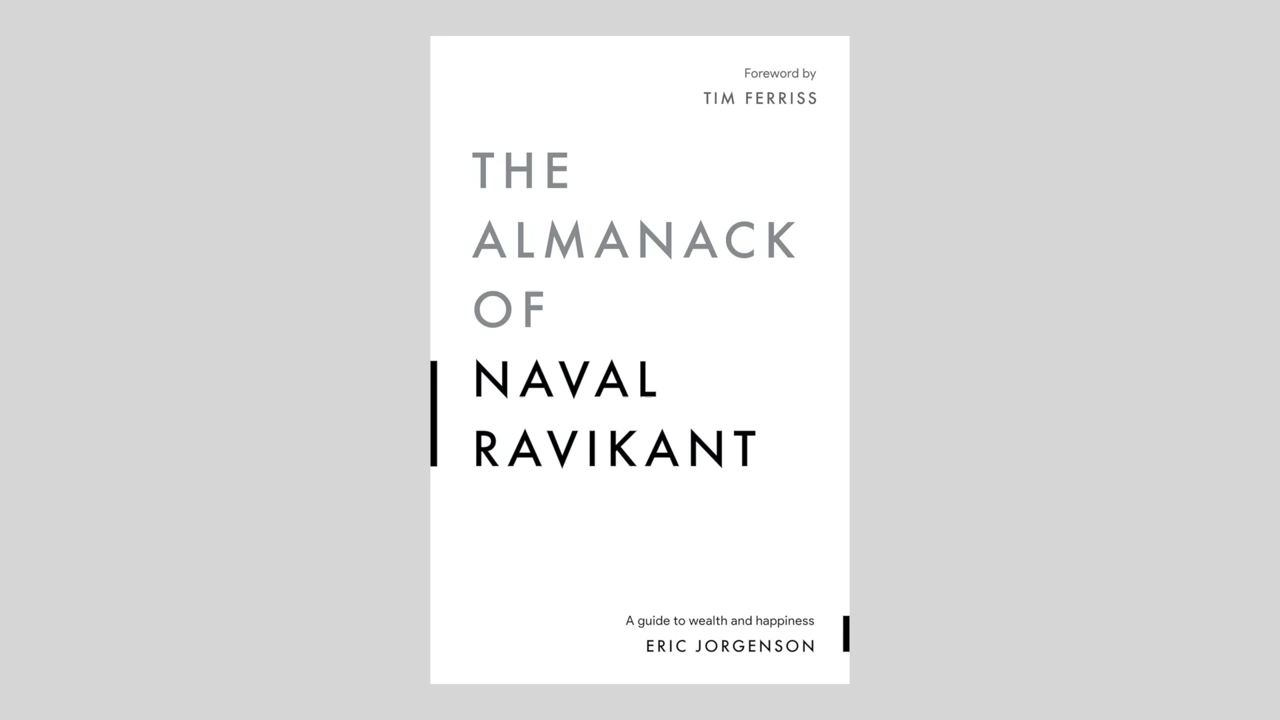 Foreword by
TIM FERRISS
THE
ALMANACK
OF
NAVAL
RAVIKANT
A guide to wealth and happiness
ERIC JORGENSON